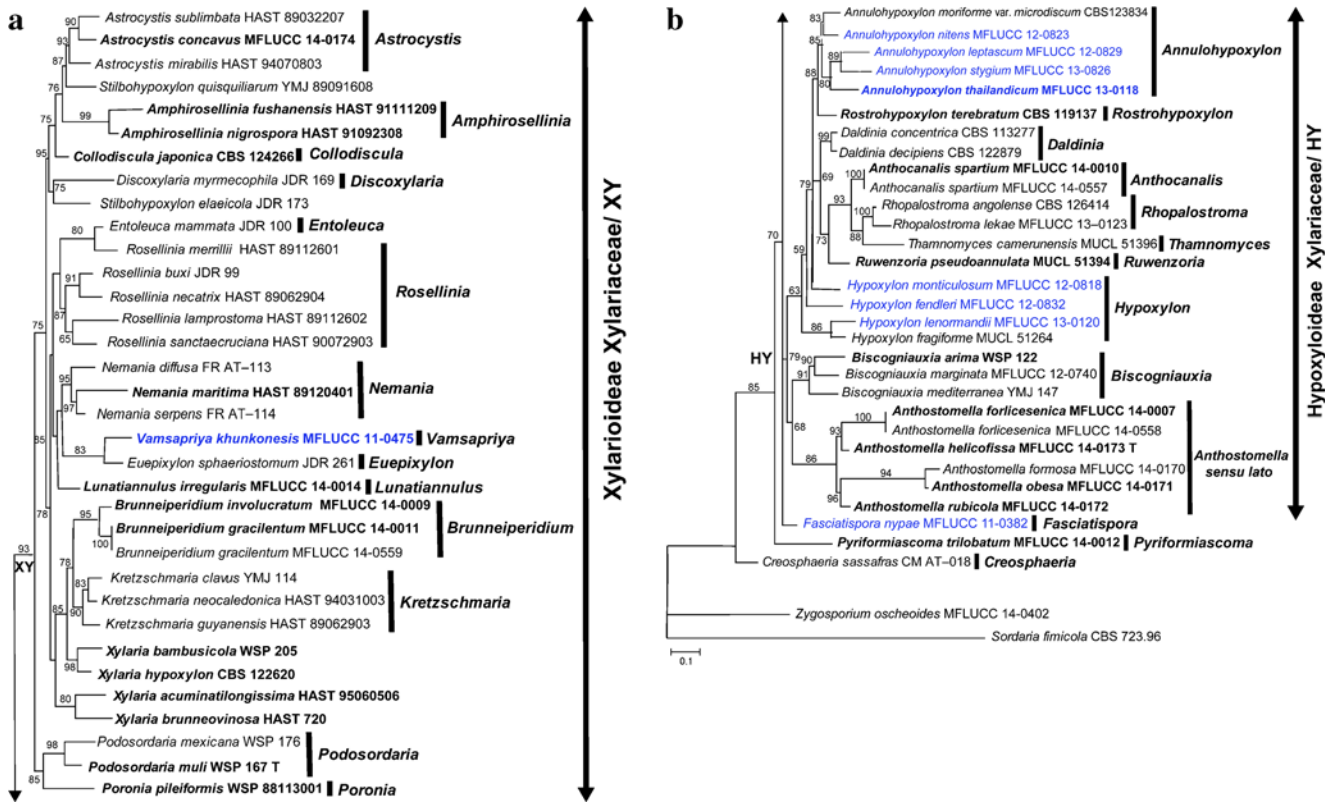 a
90
Astrocystis sublimbata HAST 89032207
93
Astrocystis concavus MFLUCC 14-0174
Astrocystis
87
Astrocystis mirabilis HAST 94070803
76
Stilbohypoxylon quisquiliarum YMJ 89091608
75
99
Amphirosellinia fushanensis HAST 91111209
Amphirosellinia
Amphirosellinia nigrospora HAST 91092308
95
Collodiscula japonica CBS 124266
Collodiscula
75
Discoxylaria myrmecophila JDR 169
Discoxylaria
Stilbohypoxylon elaeicola JDR 173
80
Entoleuca mammata JDR 100
Entoleuca
Rosellinia merrillii HAST 89112601
Rosellinia
91
Rosellinia buxi JDR 99
Rosellinia necatrix HAST 89062904
87
Rosellinia lamprostoma HAST 89112602
75
65
Rosellinia sanctaecruciana HAST 90072903
95
Nemania diffusa FR AT–113
Nemania
97
Nemania maritima HAST 89120401
Nemania serpens FR AT–114
85
83
Vamsapriya khunkonesis MFLUCC 11-0475
Vamsapriya
Euepixylon sphaeriostomum JDR 261
Euepixylon
Lunatiannulus irregularis MFLUCC 14-0014
Lunatiannulus
78
95
Brunneiperidium involucratum MFLUCC 14-0009
Brunneiperidium
Brunneiperidium gracilentum MFLUCC 14-0011
100
Brunneiperidium gracilentum MFLUCC 14-0559
93
XY
78
83
Kretzschmaria clavus YMJ 114
Kretzschmaria
90
Kretzschmaria neocaledonica HAST 94031003
85
Kretzschmaria guyanensis HAST 89062903
98
Xylaria bambusicola WSP 205
Xylaria hypoxylon CBS 122620
80
Xylaria acuminatilongissima HAST 95060506
Xylaria brunneovinosa HAST 720
98
Podosordaria mexicana WSP 176
Podosordaria
Podosordaria muli WSP 167 T
85
Poronia pileiformis WSP 88113001
Poronia
Xylarioideae Xylariaceae/ XY
b
83
Annulohypoxylon moriforme var. microdiscum CBS123834
Annulohypoxylon nitens MFLUCC 12-0823
85
Annulohypoxylon leptascum MFLUCC 12-0829
Annulohypoxylon
89
Annulohypoxylon stygium MFLUCC 13-0826
88
80
Annulohypoxylon thailandicum MFLUCC 13-0118
Rostrohypoxylon terebratum CBS 119137
Rostrohypoxylon
99
Daldinia concentrica CBS 113277
Daldinia
Daldinia decipiens CBS 122879
79
69
100
Anthocanalis spartium MFLUCC 14-0010
Anthocanalis
Anthocanalis spartium MFLUCC 14-0557
93
100
Rhopalostroma angolense CBS 126414
Rhopalostroma
Rhopalostroma lekae MFLUCC 13–0123
70
59
73
88
Thamnomyces camerunensis MUCL 51396
Thamnomyces
Ruwenzoria pseudoannulata MUCL 51394
Ruwenzoria
63
Hypoxylon monticulosum MFLUCC 12-0818
Hypoxylon
Hypoxylon fendleri MFLUCC 12-0832
86
Hypoxylon lenormandii MFLUCC 13-0120
Hypoxylon fragiforme MUCL 51264
HY
79
90
Biscogniauxia arima WSP 122
Biscogniauxia
91
Biscogniauxia marginata MFLUCC 12-0740
Biscogniauxia mediterranea YMJ 147
85
68
100
Anthostomella forlicesenica MFLUCC 14-0007
93
Anthostomella forlicesenica MFLUCC 14-0558
Anthostomella helicofissa MFLUCC 14-0173 T
Anthostomella
sensu lato
86
94
Anthostomella formosa MFLUCC 14-0170
Anthostomella obesa MFLUCC 14-0171
96
Anthostomella rubicola MFLUCC 14-0172
Fasciatispora nypae MFLUCC 11-0382
Fasciatispora
Pyriformiascoma trilobatum MFLUCC 14-0012
Pyriformiascoma
Creosphaeria sassafras CM AT–018
Creosphaeria
Zygosporium oscheoides MFLUCC 14-0402
Sordaria fimicola CBS 723.96
0.1
Hypoxyloideae Xylariaceae/ HY